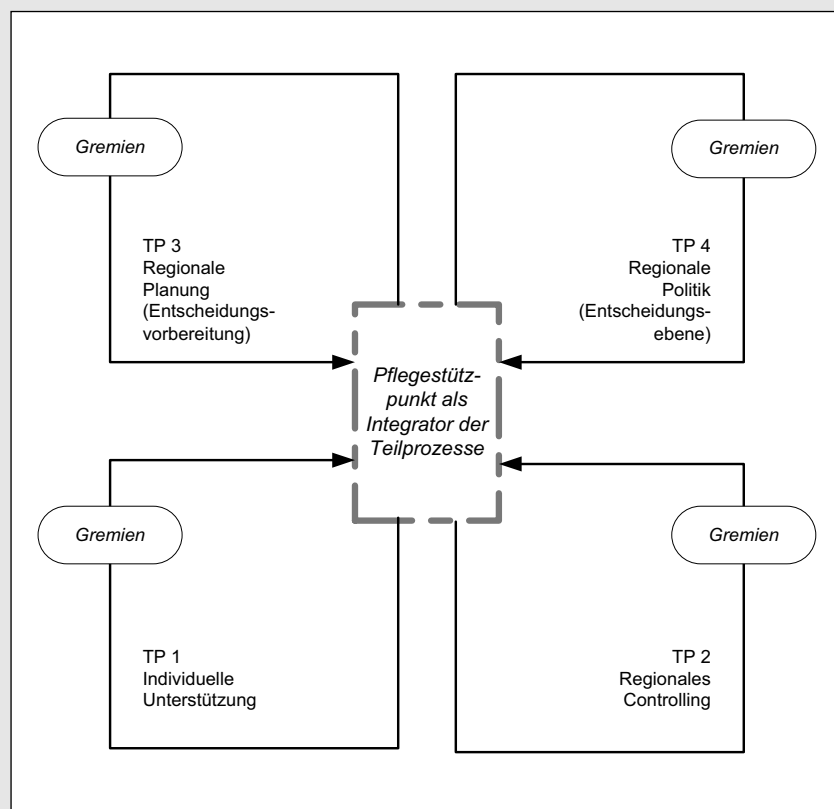 Gremien
TP 3
Regionale
Planung
(Entscheidungs-
vorbereitung)
Gremien
TP 4
Regionale
Politik
(Entscheidungs-
ebene)
Pflegestütz-
punkt als
Integrator der
Teilprozesse
Gremien
TP 1
Individuelle
Unterstützung
Gremien
TP 2
Regionales
Controlling